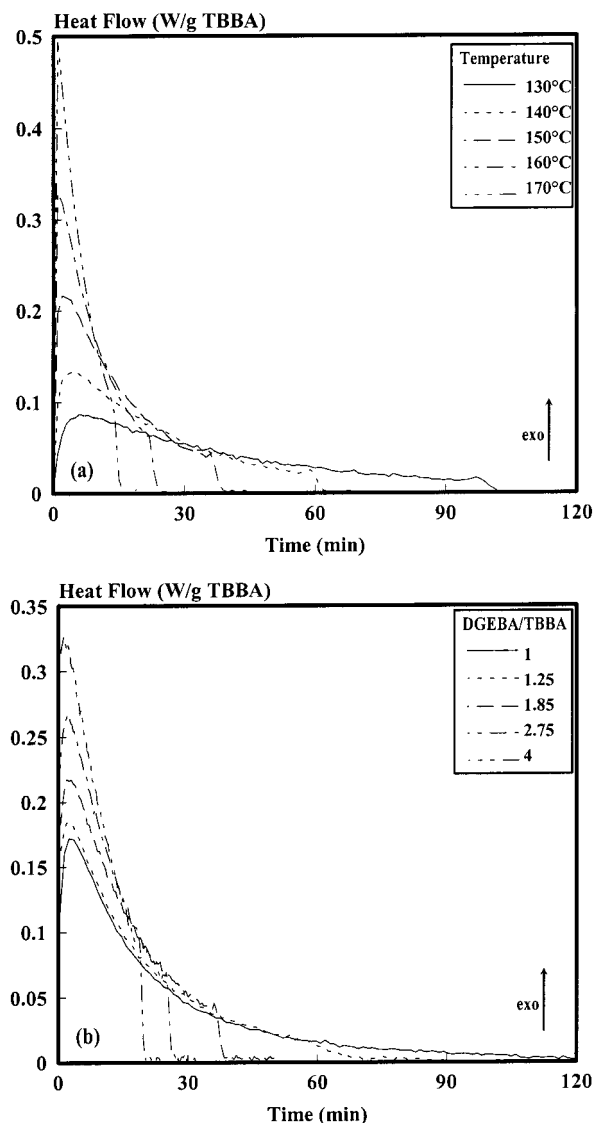 Heat Flow (W/g TBBA)
0.5
0.4
0.3
0.2
0.1
0
Temperature
130°C
140°C
150°C
160°C
170°C
exo
(a)
0
30
60
90
120
Time (min)
Heat Flow (W/g TBBA)
0.35
0.3
0.25
0.2
0.15
0.1
0.05
0
DGEBA/TBBA
1
1.25
1.85
2.75
4
exo
(b)
0
30
60
90
120
Time (min)